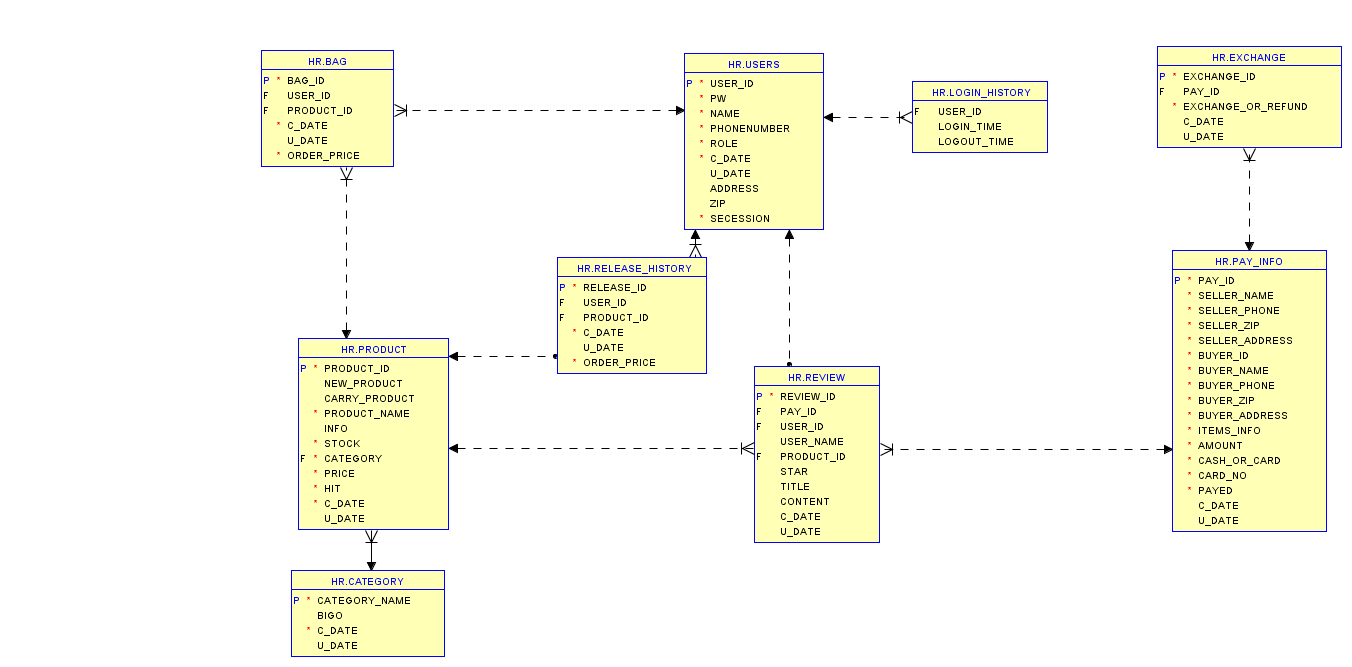 HR.BAG
P * BAG_ID
F USER_ID
F PRODUCT_ID
* C_DATE
U_DATE
* ORDER_PRICE
HR.USERS
P * USER_ID
* PW
* NAME
* PHONENUMBER
* ROLE
* C_DATE
U_DATE
ADDRESS
ZIP
* SECESSION
HR.LOGIN_HISTORY
F USER_ID
LOGIN_TIME
LOGOUT_TIME
HR.EXCHANGE
P * EXCHANGE_ID
F PAY_ID
* EXCHANGE_OR_REFUND
C_DATE
U_DATE
HR.RELEASE_HISTORY
P * RELEASE_ID
F USER_ID
F PRODUCT_ID
* C_DATE
U_DATE
* ORDER_PRICE
HR.PAY_INFO
P * PAY_ID
* SELLER_NAME
* SELLER_PHONE
* SELLER_ZIP
* SELLER_ADDRESS
* BUYER_ID
* BUYER_NAME
* BUYER_PHONE
* BUYER_ZIP
* BUYER_ADDRESS
* ITEMS_INFO
* AMOUNT
* CASH_OR_CARD
* CARD_NO
* PAYED
C_DATE
U_DATE
HR.PRODUCT
P * PRODUCT_ID
NEW_PRODUCT
CARRY_PRODUCT
* PRODUCT_NAME
INFO
* STOCK
F * CATEGORY
* PRICE
* HIT
* C_DATE
U_DATE
HR.REVIEW
P * REVIEW_ID
F PAY_ID
F USER_ID
USER_NAME
F PRODUCT_ID
STAR
TITLE
CONTENT
C_DATE
U_DATE
HR.CATEGORY
P * CATEGORY_NAME
BIGO
* C_DATE
U_DATE